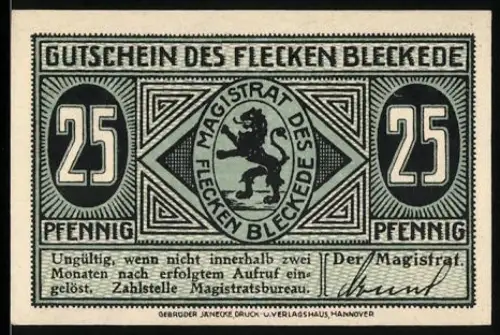 GUTSCHEIN DES FLECKEN BLECKEDE
25
25
MAGISTRAT DES
FLECKEN BLECKEDE
PFENNIG
PFENNIG
Ungültig, wenn nicht innerhalb zwei
Monaten nach erfolgtem Aufruf ein-
gelöst. Zahlstelle Magistratsbureau.
Der Magistrat.
GEBRÜDER JÄNECKE, DRUCK- U. VERLAGSHAUS, HANNOVER